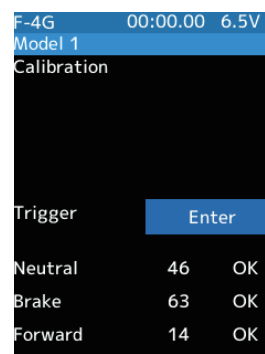 F-4G 00:00.00 6.5V
Model 1
Calibration
Trigger Enter
Neutral 46 OK
Brake 63 OK
Forward 14 OK